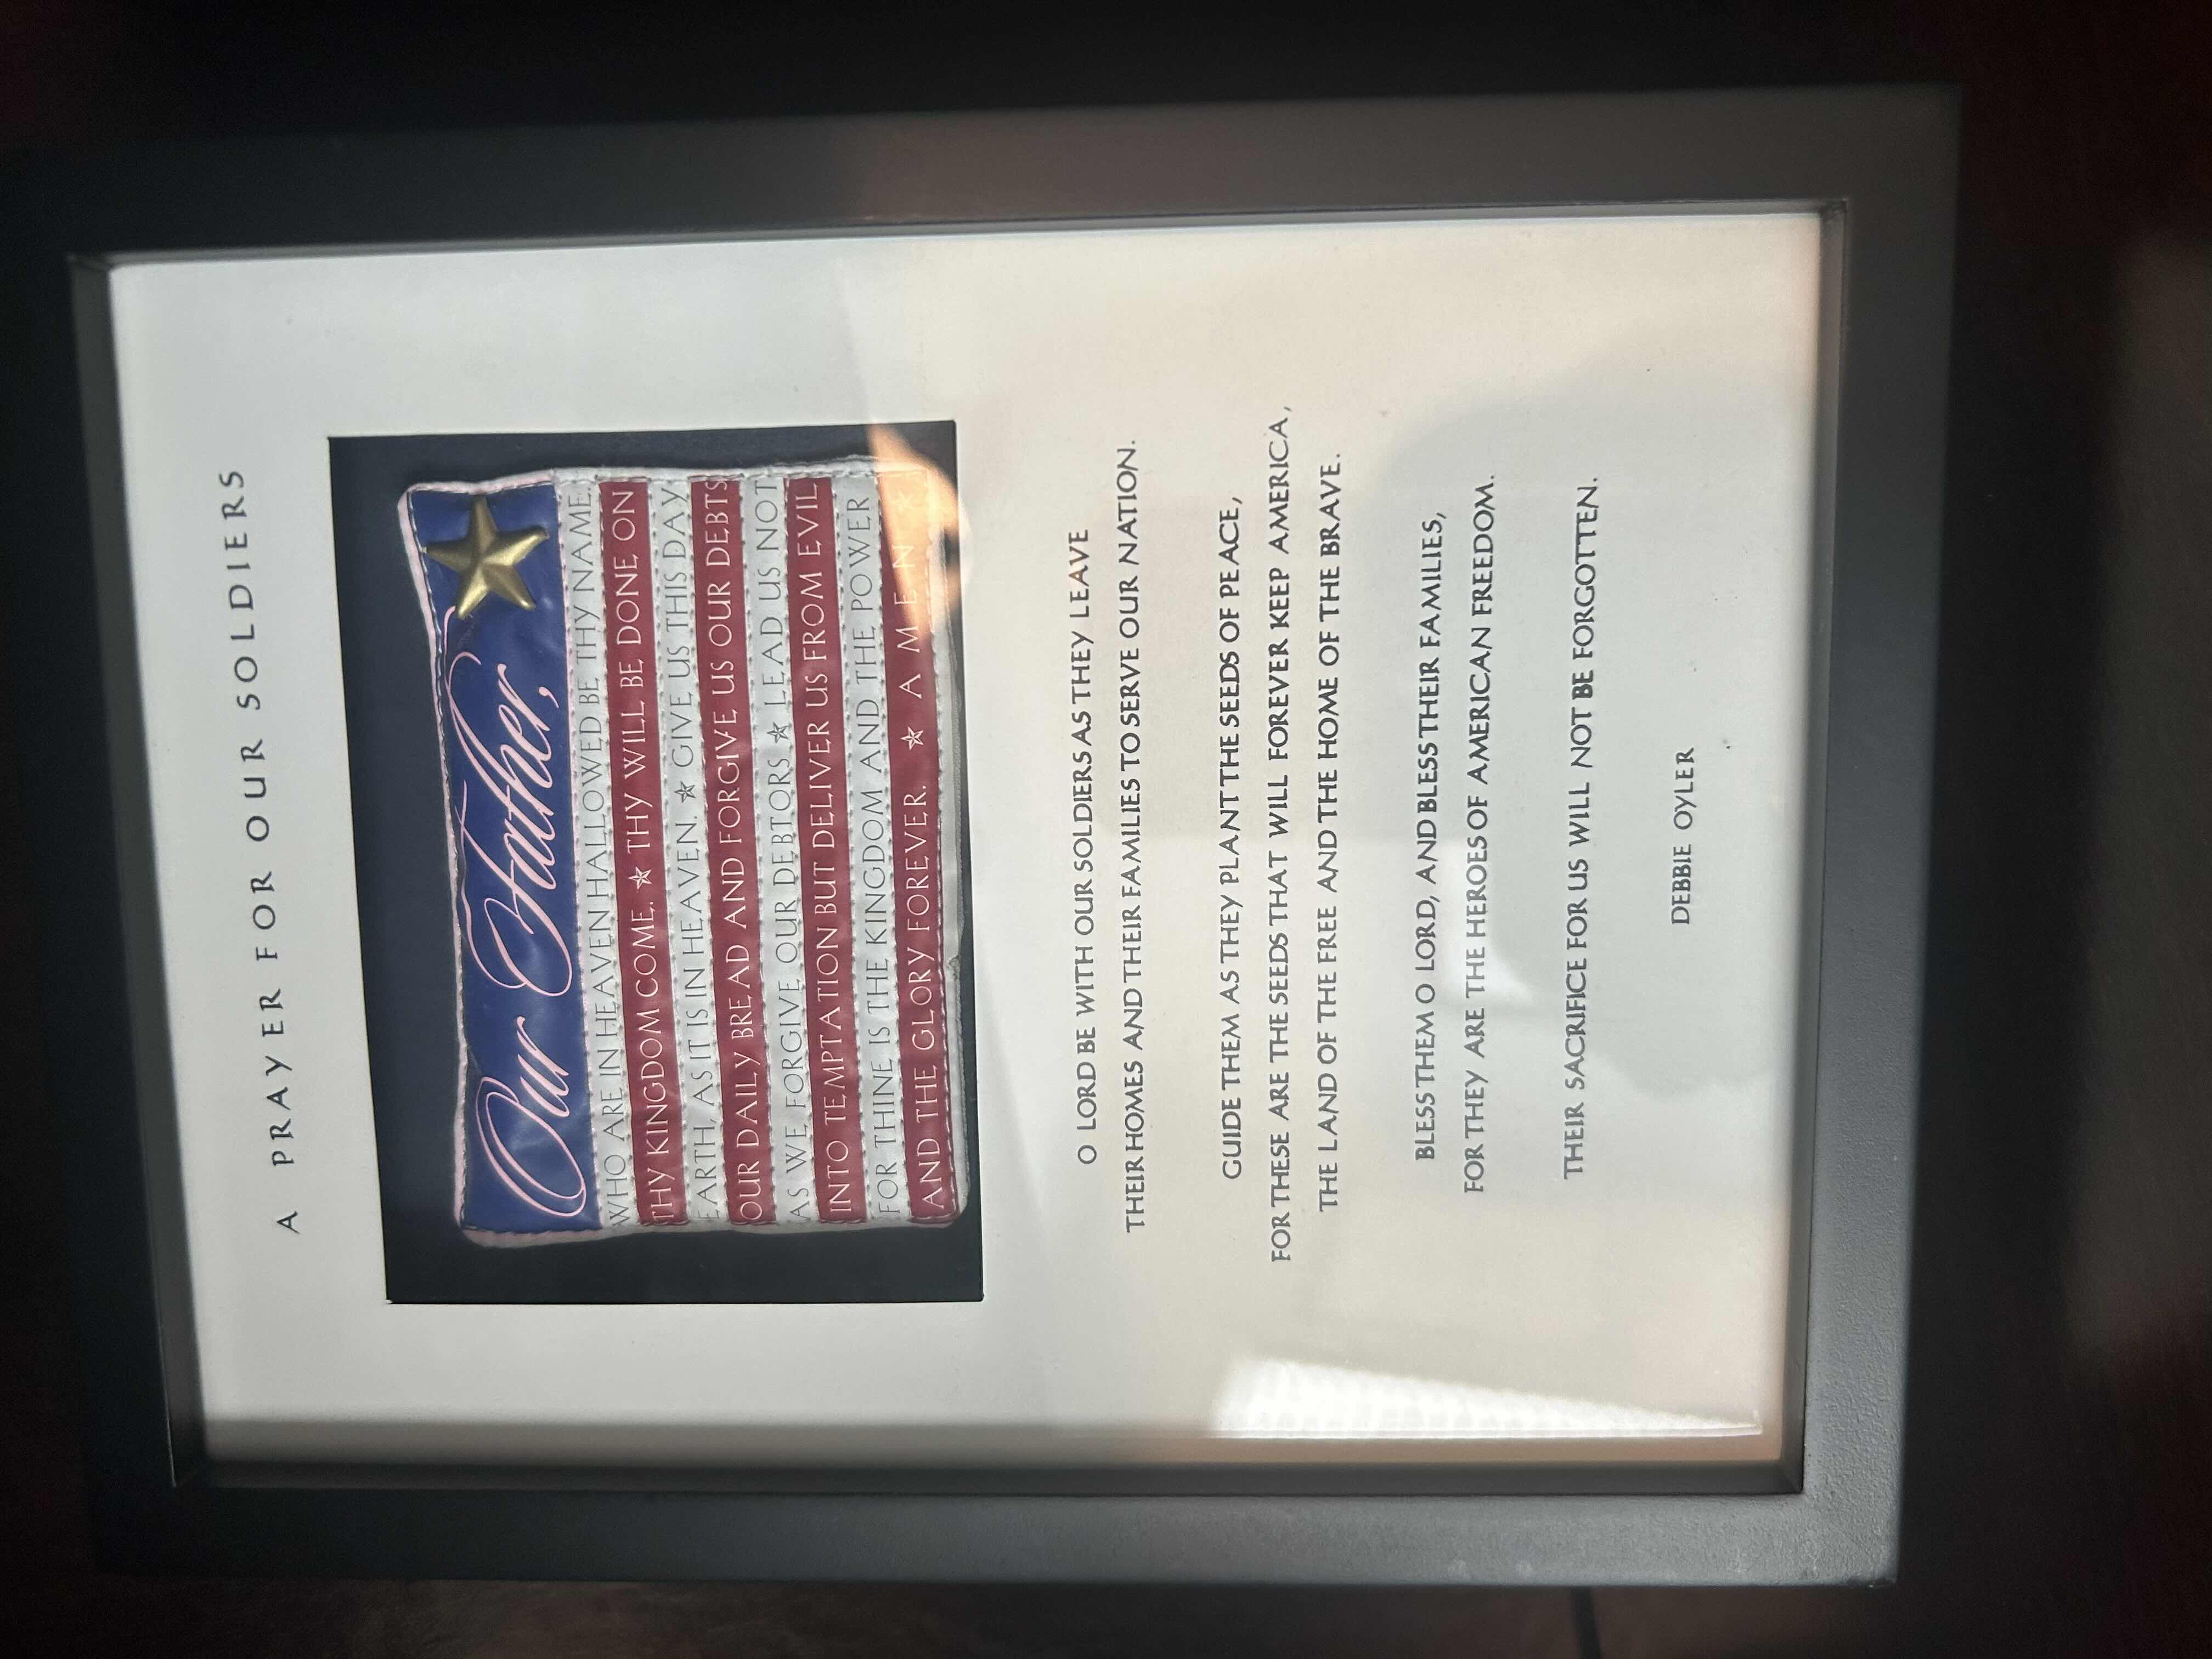 A PRAYER FOR OUR SOLDIERS
Our Father,
WHO ARE IN HEAVEN HALLOWED BE THY NAME.
THY KINGDOM COME. ☆ THY WILL BE DONE ON
EARTH, AS IT IS IN HEAVEN. ☆ GIVE US THIS DAY
OUR DAILY BREAD AND FORGIVE US OUR DEBTS
AS WE FORGIVE OUR DEBTORS ☆ LEAD US NOT
INTO TEMPTATION BUT DELIVER US FROM EVIL
FOR THINE IS THE KINGDOM AND THE POWER
AND THE GLORY FOREVER. ☆ AMEN ☆
O LORD BE WITH OUR SOLDIERS AS THEY LEAVE
THEIR HOMES AND THEIR FAMILIES TO SERVE OUR NATION.
GUIDE THEM AS THEY PLANT THE SEEDS OF PEACE,
FOR THESE ARE THE SEEDS THAT WILL FOREVER KEEP AMERICA,
THE LAND OF THE FREE AND THE HOME OF THE BRAVE.
BLESS THEM O LORD, AND BLESS THEIR FAMILIES,
FOR THEY ARE THE HEROES OF AMERICAN FREEDOM.
THEIR SACRIFICE FOR US WILL NOT BE FORGOTTEN.
DEBBIE OYLER